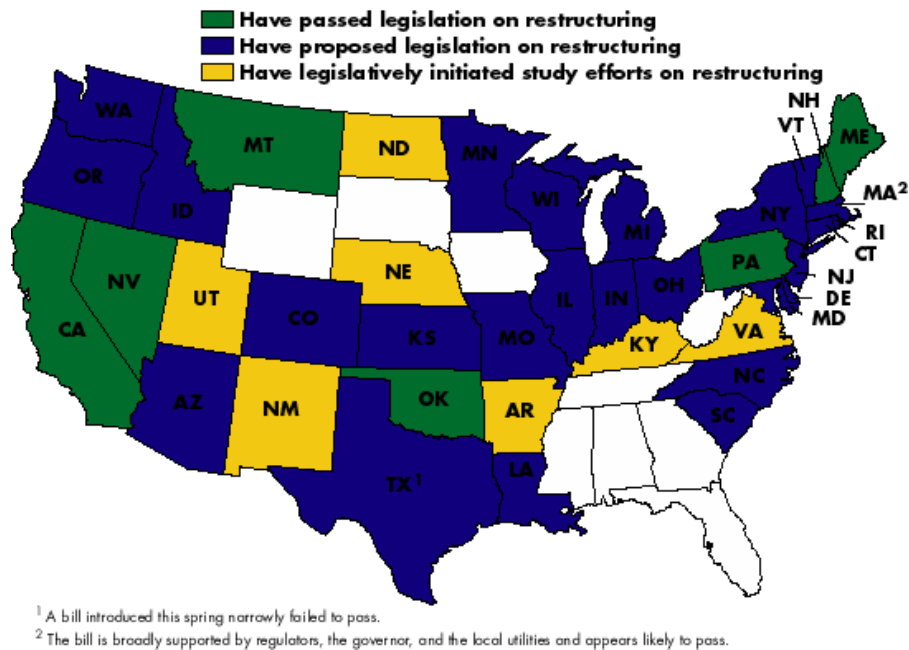 Have passed legislation on restructuring
Have proposed legislation on restructuring
Have legislatively initiated study efforts on restructuring
WA
MT
ND
MN
NH
VT
ME
OR
ID
WI
MI
NY
MA²
RI
CT
NV
UT
NE
PA
NJ
DE
MD
CA
CO
KS
MO
IL
IN
OH
KY
VA
AZ
NM
OK
AR
NC
SC
TX¹
LA
¹ A bill introduced this spring narrowly failed to pass.
² The bill is broadly supported by regulators, the governor, and the local utilities and appears likely to pass.